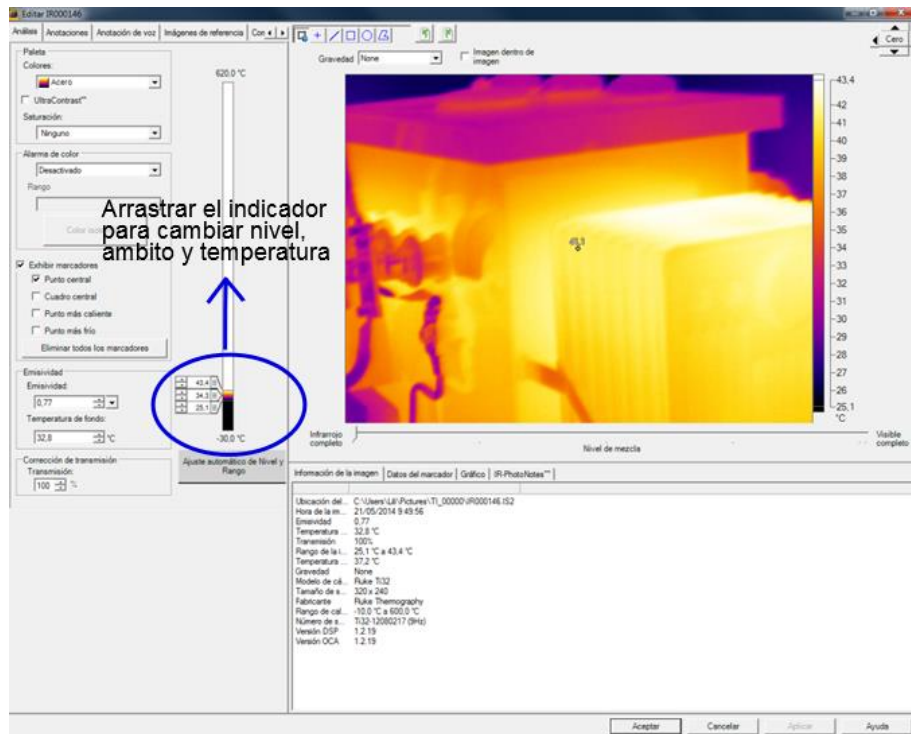 Editar IR000146
Análisis Anotaciones Anotación de voz Imágenes de referencia
Paleta
Colores:
Acero
UltraContrast™
Saturación:
Ninguno
Alarma de color
Desactivado
Rango
Exhibir marcadores
Punto central
Cuadro central
Punto más caliente
Punto más frío
Eliminar todos los marcadores
Emisividad
Emisividad:
0,77
Temperatura de fondo:
32,8 °C
Corrección de transmisión
Transmisión:
100 %
620.0 °C
Arrastrar el indicador
para cambiar nivel,
ambito y temperatura
43,4
34,3
25,1
-30,0 °C
Ajuste automático de Nivel y
Rango
Gravedad None
Imagen dentro de
imagen
Cero
43,4
42
41
40
39
38
37
36
35
34
33
32
31
30
29
28
27
26
25,1
°C
Infrarrojo
completo
Nivel de mezcla
Visible
completo
Información de la imagen Datos del marcador Gráfico IR-PhotoNotes™
Ubicación del... C:\Users\Lili\Pictures\TI_00000\IR000146.IS2
Hora de la im... 21/05/2014 9:49:56
Emisividad 0,77
Temperatura ... 32,8 °C
Transmisión 100%
Rango de la i... 25,1 °C a 43,4 °C
Temperatura ... 37,2 °C
Gravedad None
Modelo de cá... Fluke Ti32
Tamaño de s... 320 x 240
Fabricante Fluke Thermography
Rango de cal... -10,0 °C a 600,0 °C
Número de s... Ti32-12080217 (9Hz)
Versión DSP 1.2.19
Versión OCA 1.2.19
Aceptar Cancelar Aplicar Ayuda